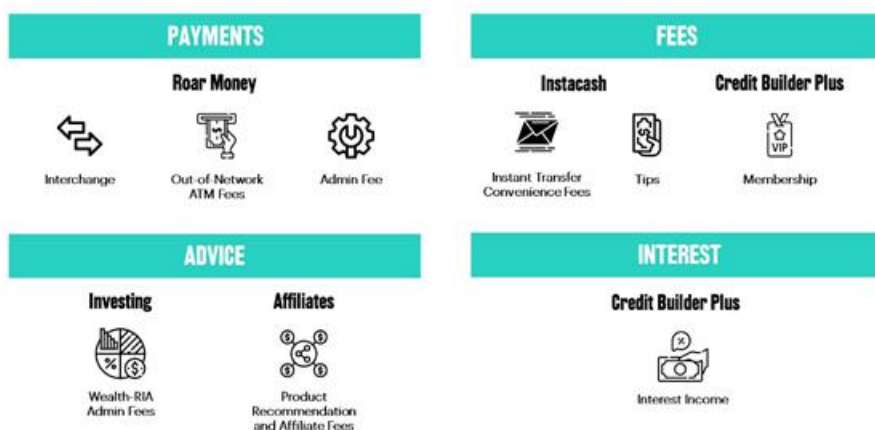 PAYMENTS
Roar Money
Interchange
Out-of-Network
ATM Fees
Admin Fee
FEES
Instacash
Credit Builder Plus
Instant Transfer
Convenience Fees
Tips
VIP
Membership
ADVICE
Investing
Affiliates
Wealth-RIA
Admin Fees
Product
Recommendation
and Affiliate Fees
INTEREST
Credit Builder Plus
Interest Income